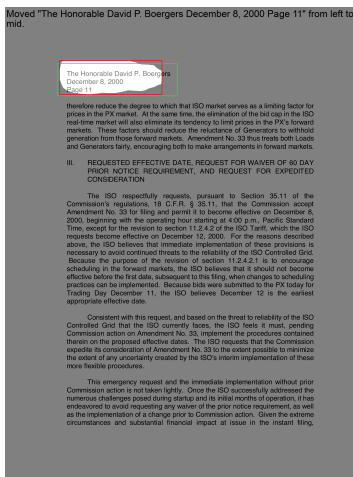 Moved "The Honorable David P. Boergers December 8, 2000 Page 11" from left to
mid.
The Honorable David P. Boergers
December 8, 2000
Page 11
therefore reduce the degree to which that ISO market serves as a limiting factor for
prices in the PX market. At the same time, the elimination of the bid cap in the ISO
real-time market will also eliminate its tendency to limit prices in the PX's forward
markets. These factors should reduce the reluctance of Generators to withhold
generation from those forward markets. Amendment No. 33 thus treats both Loads
and Generators fairly, encouraging both to make arrangements in forward markets.
III. REQUESTED EFFECTIVE DATE, REQUEST FOR WAIVER OF 60 DAY
PRIOR NOTICE REQUIREMENT, AND REQUEST FOR EXPEDITED
CONSIDERATION
The ISO respectfully requests, pursuant to Section 35.11 of the
Commission's regulations, 18 C.F.R. § 35.11, that the Commission accept
Amendment No. 33 for filing and permit it to become effective on December 8,
2000, beginning with the operating hour starting at 4:00 p.m., Pacific Standard
Time, except for the revision to section 11.2.4.2 of the ISO Tariff, which the ISO
requests become effective on December 12, 2000. For the reasons described
above, the ISO believes that immediate implementation of these provisions is
necessary to avoid continued threats to the reliability of the ISO Controlled Grid.
Because the purpose of the revision of section 11.2.4.2.1 is to encourage
scheduling in the forward markets, the ISO believes that it should not become
effective before the first date, subsequent to this filing, when changes to scheduling
practices can be implemented. Because bids were submitted to the PX today for
Trading Day December 11, the ISO believes December 12 is the earliest
appropriate effective date.
Consistent with this request, and based on the threat to reliability of the ISO
Controlled Grid that the ISO currently faces, the ISO feels it must, pending
Commission action on Amendment No. 33, implement the procedures contained
therein on the proposed effective dates. The ISO requests that the Commission
expedite its consideration of Amendment No. 33 to the extent possible to minimize
the extent of any uncertainty created by the ISO's interim implementation of these
more flexible procedures.
This emergency request and the immediate implementation without prior
Commission action is not taken lightly. Once the ISO successfully addressed the
numerous challenges posed during startup and its initial months of operation, it has
endeavored to avoid requesting any waiver of the prior notice requirement, as well
as the implementation of a change prior to Commission action. Given the extreme
circumstances and substantial financial impact at issue in the instant filing,